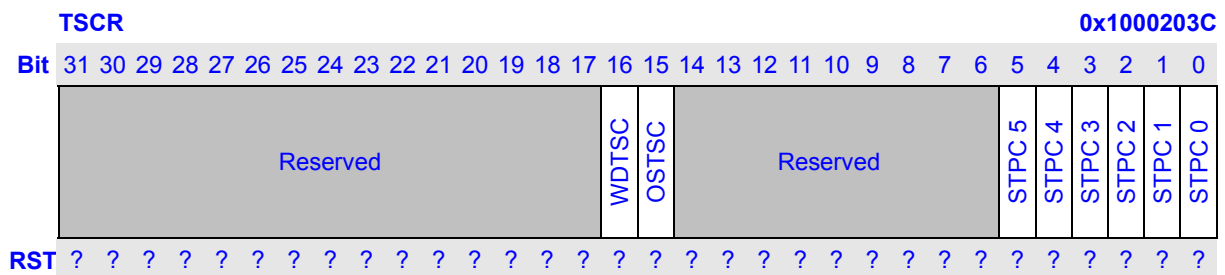 TSCR 0x1000203C
Bit 31 30 29 28 27 26 25 24 23 22 21 20 19 18 17 16 15 14 13 12 11 10 9 8 7 6 5 4 3 2 1 0
Reserved WDTSC OSTSC Reserved STPC 5 STPC 4 STPC 3 STPC 2 STPC 1 STPC 0
RST ? ? ? ? ? ? ? ? ? ? ? ? ? ? ? ? ? ? ? ? ? ? ? ? ? ? ? ? ? ? ? ?